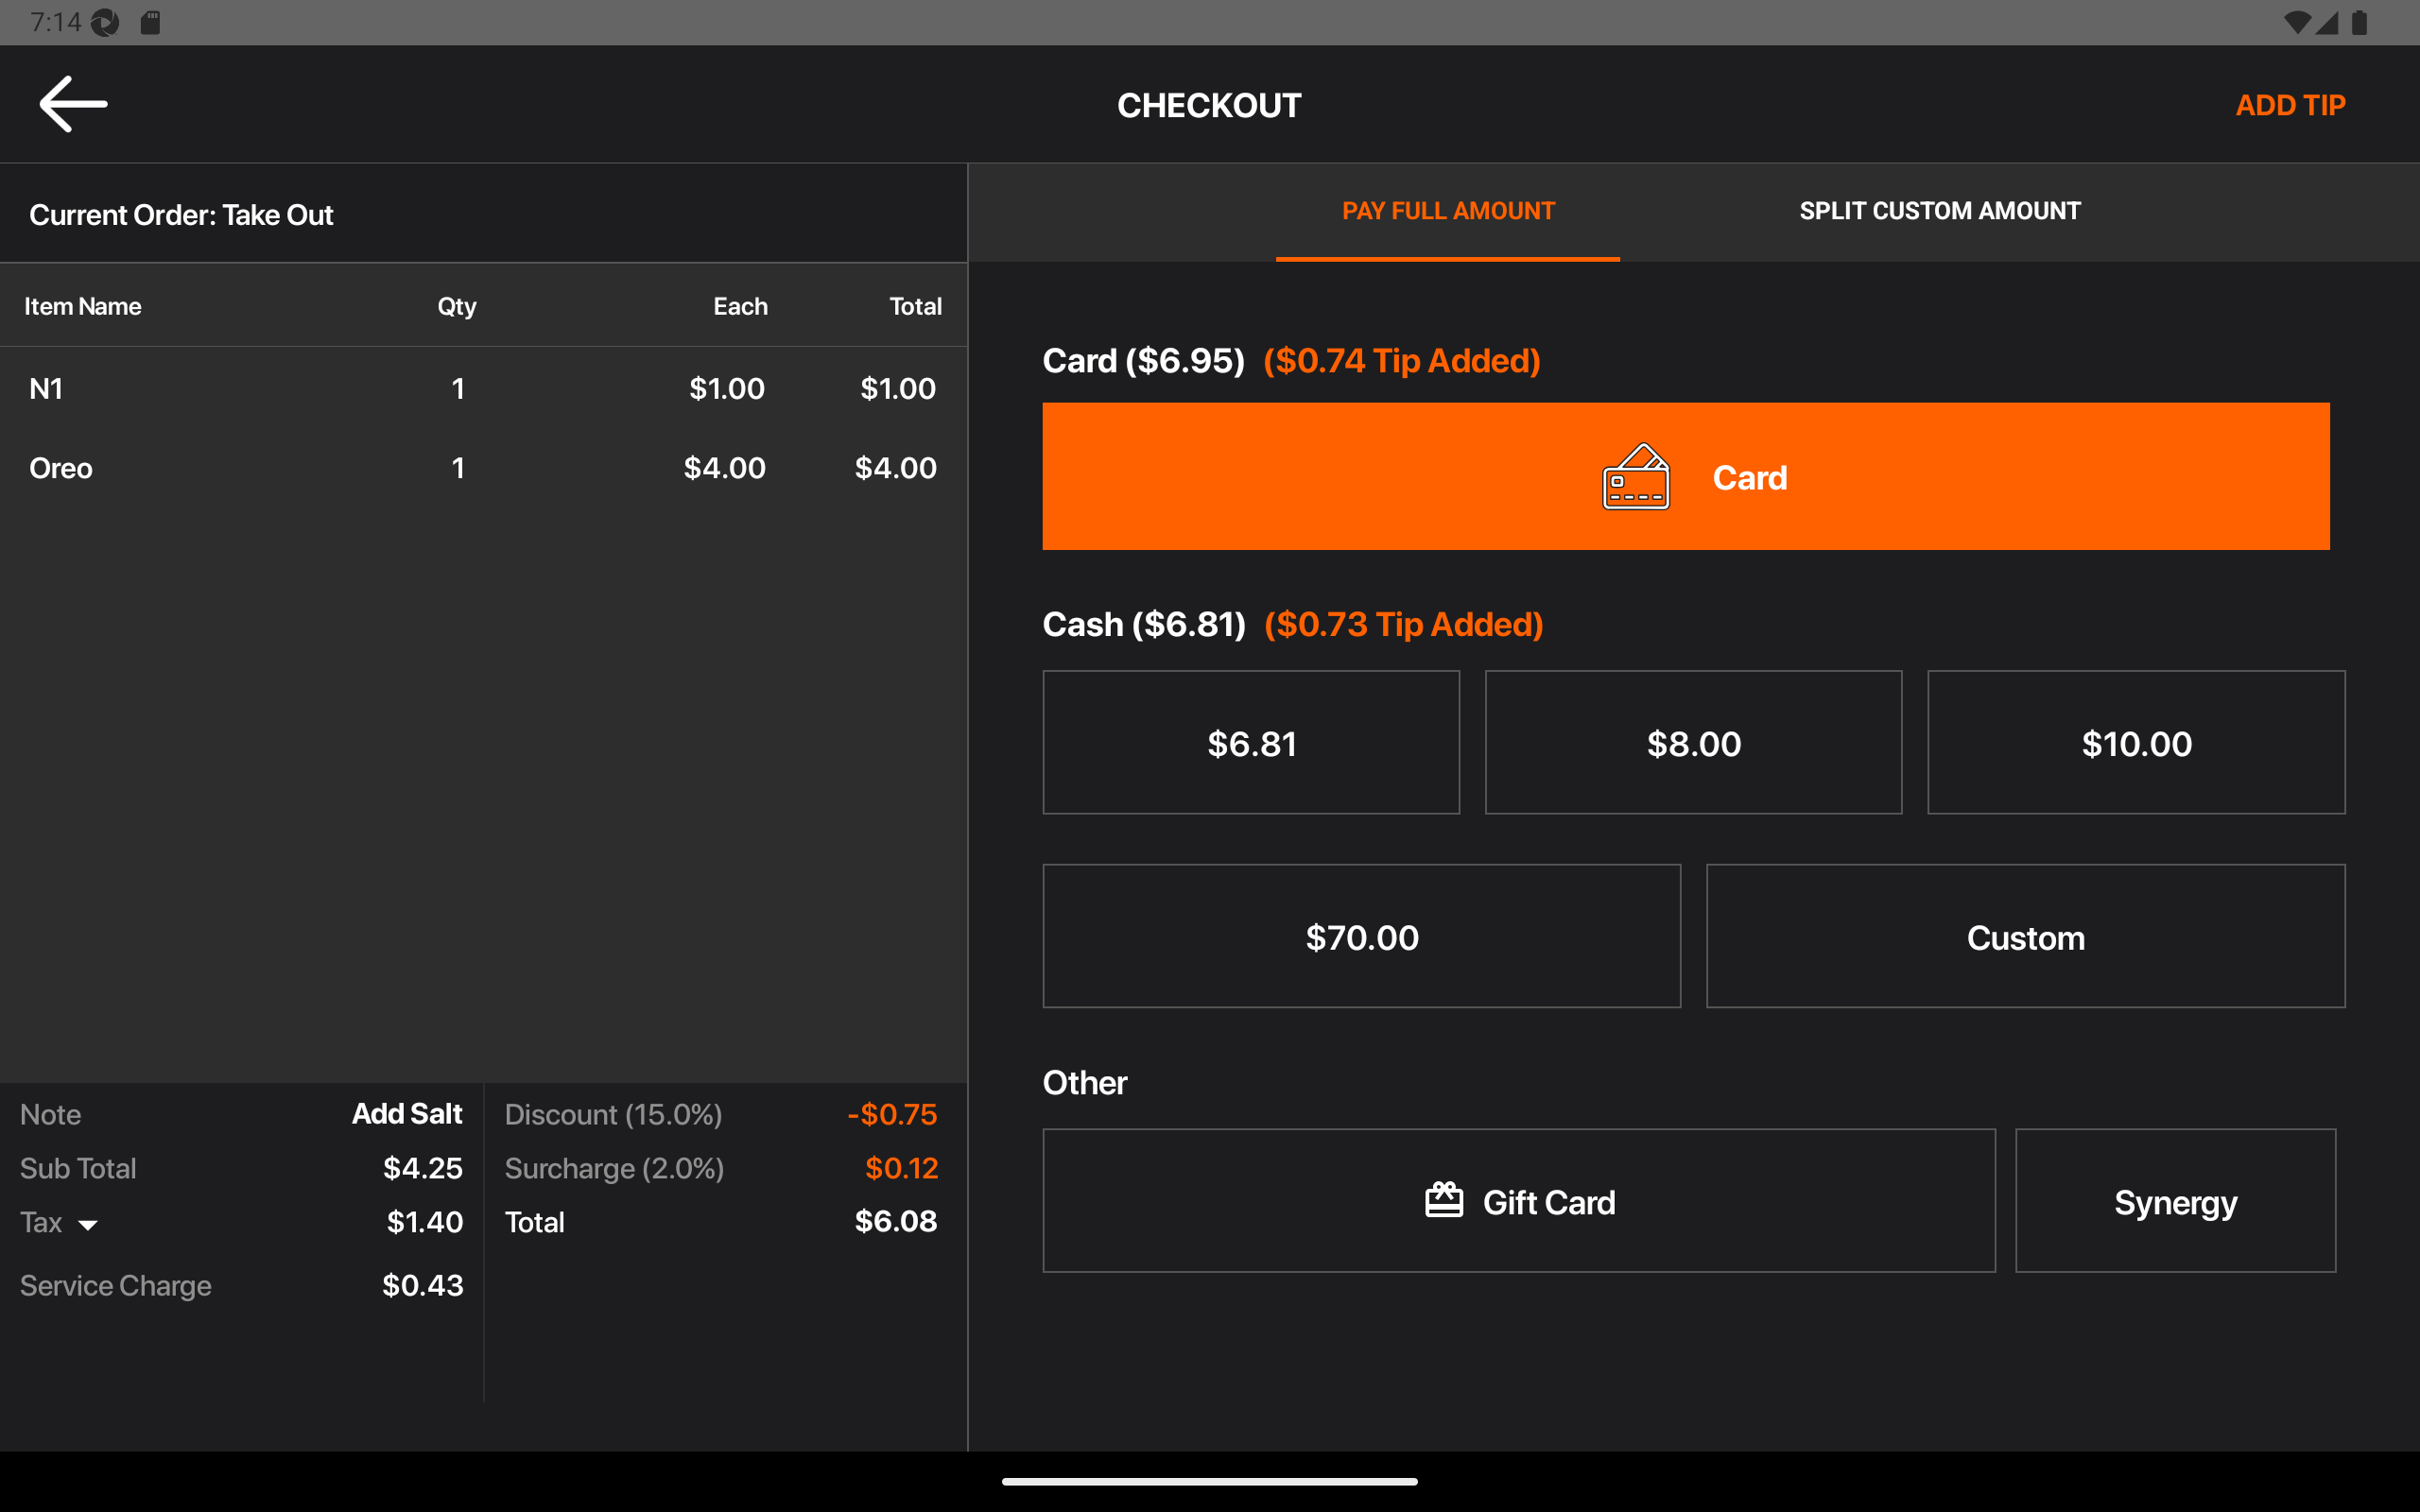 7:14
CHECKOUT
ADD TIP
Current Order: Take Out
PAY FULL AMOUNT
SPLIT CUSTOM AMOUNT
Item Name Qty Each Total
N1 1 $1.00 $1.00
Oreo 1 $4.00 $4.00
Card ($6.95) ($0.74 Tip Added)
Card
Cash ($6.81) ($0.73 Tip Added)
$6.81 $8.00 $10.00
$70.00 Custom
Other
Gift Card Synergy
Note Add Salt
Sub Total $4.25
Tax $1.40
Service Charge $0.43
Discount (15.0%) -$0.75
Surcharge (2.0%) $0.12
Total $6.08